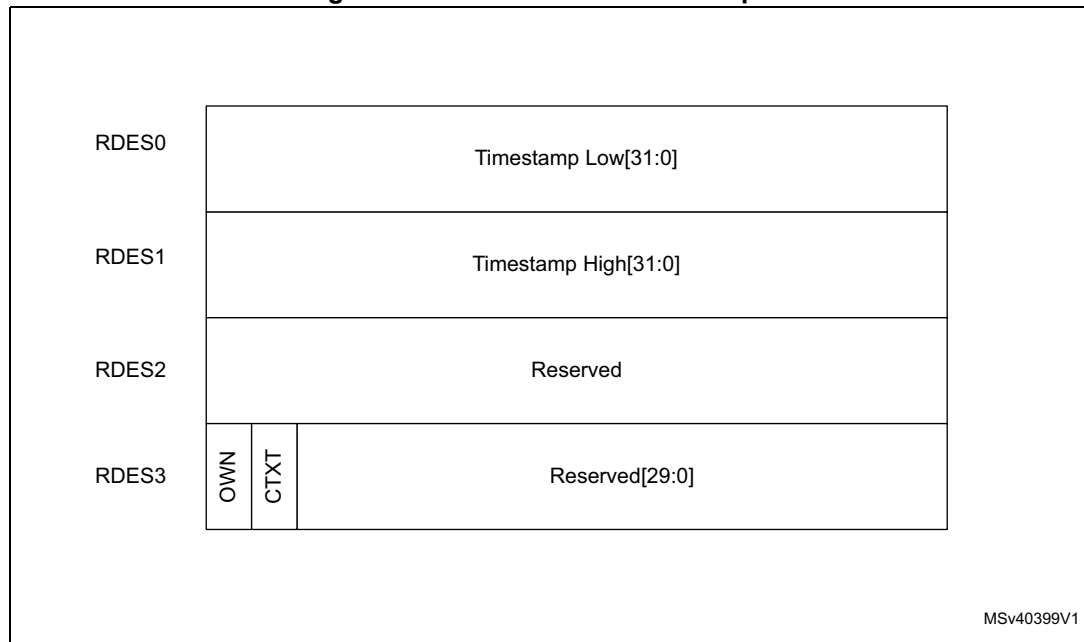 RDES0
Timestamp Low[31:0]
RDES1
Timestamp High[31:0]
RDES2
Reserved
RDES3
OWN
CTXT
Reserved[29:0]
MSv40399V1